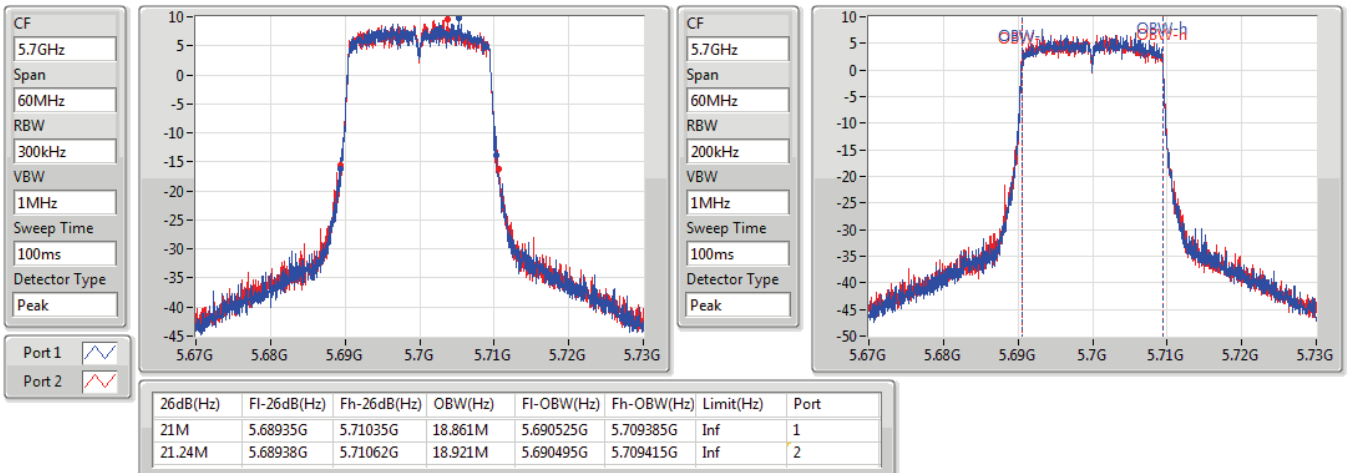 CF
5.7GHz
Span
60MHz
RBW
300kHz
VBW
1MHz
Sweep Time
100ms
Detector Type
Peak
Port 1
Port 2
10
5
0
-5
-10
-15
-20
-25
-30
-35
-40
-45
5.67G 5.68G 5.69G 5.7G 5.71G 5.72G 5.73G
CF
5.7GHz
Span
60MHz
RBW
200kHz
VBW
1MHz
Sweep Time
100ms
Detector Type
Peak
10
5
0
-5
-10
-15
-20
-25
-30
-35
-40
-45
-50
OBW-l OBW-h
OBW-l OBW-h
5.67G 5.68G 5.69G 5.7G 5.71G 5.72G 5.73G
26dB(Hz) Fl-26dB(Hz) Fh-26dB(Hz) OBW(Hz) Fl-OBW(Hz) Fh-OBW(Hz) Limit(Hz) Port
21M 5.68935G 5.71035G 18.861M 5.690525G 5.709385G Inf 1
21.24M 5.68938G 5.71062G 18.921M 5.690495G 5.709415G Inf 2